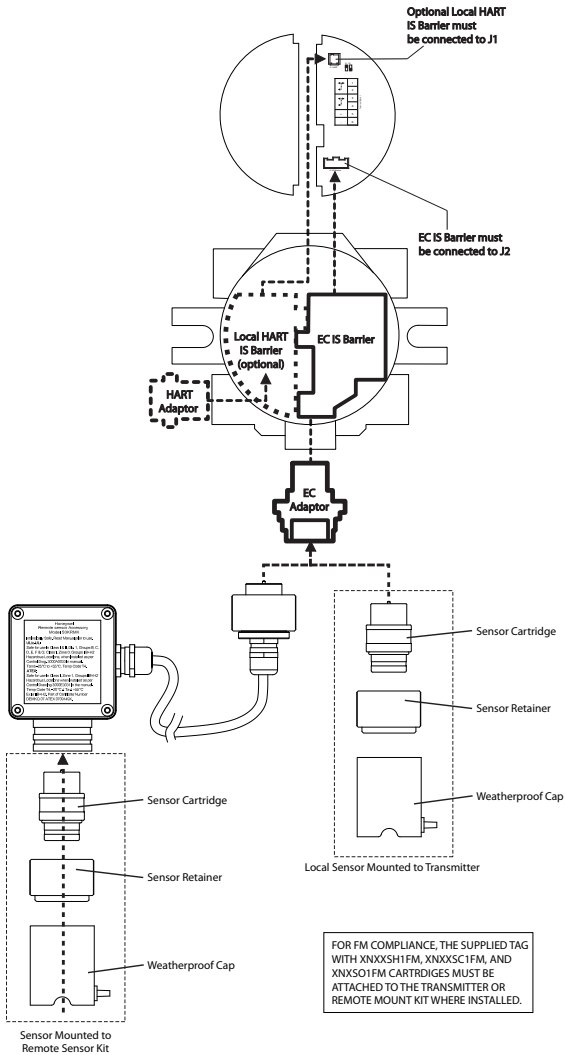 Optional Local HART
IS Barrier must
be connected to J1
EC IS Barrier must
be connected to J2
Local HART
IS Barrier
(optional)
EC IS Barrier
HART
Adaptor
EC
Adaptor
Honeywell
Remote sensor Accessory
Sensor Cartridge
Sensor Retainer
Weatherproof Cap
Local Sensor Mounted to Transmitter
Sensor Cartridge
Sensor Retainer
Weatherproof Cap
Sensor Mounted to
Remote Sensor Kit
FOR FM COMPLIANCE, THE SUPPLIED TAG
WITH XNXXSH1FM, XNXXSC1FM, AND
XNXSO1FM CARTRDIGES MUST BE
ATTACHED TO THE TRANSMITTER OR
REMOTE MOUNT KIT WHERE INSTALLED.